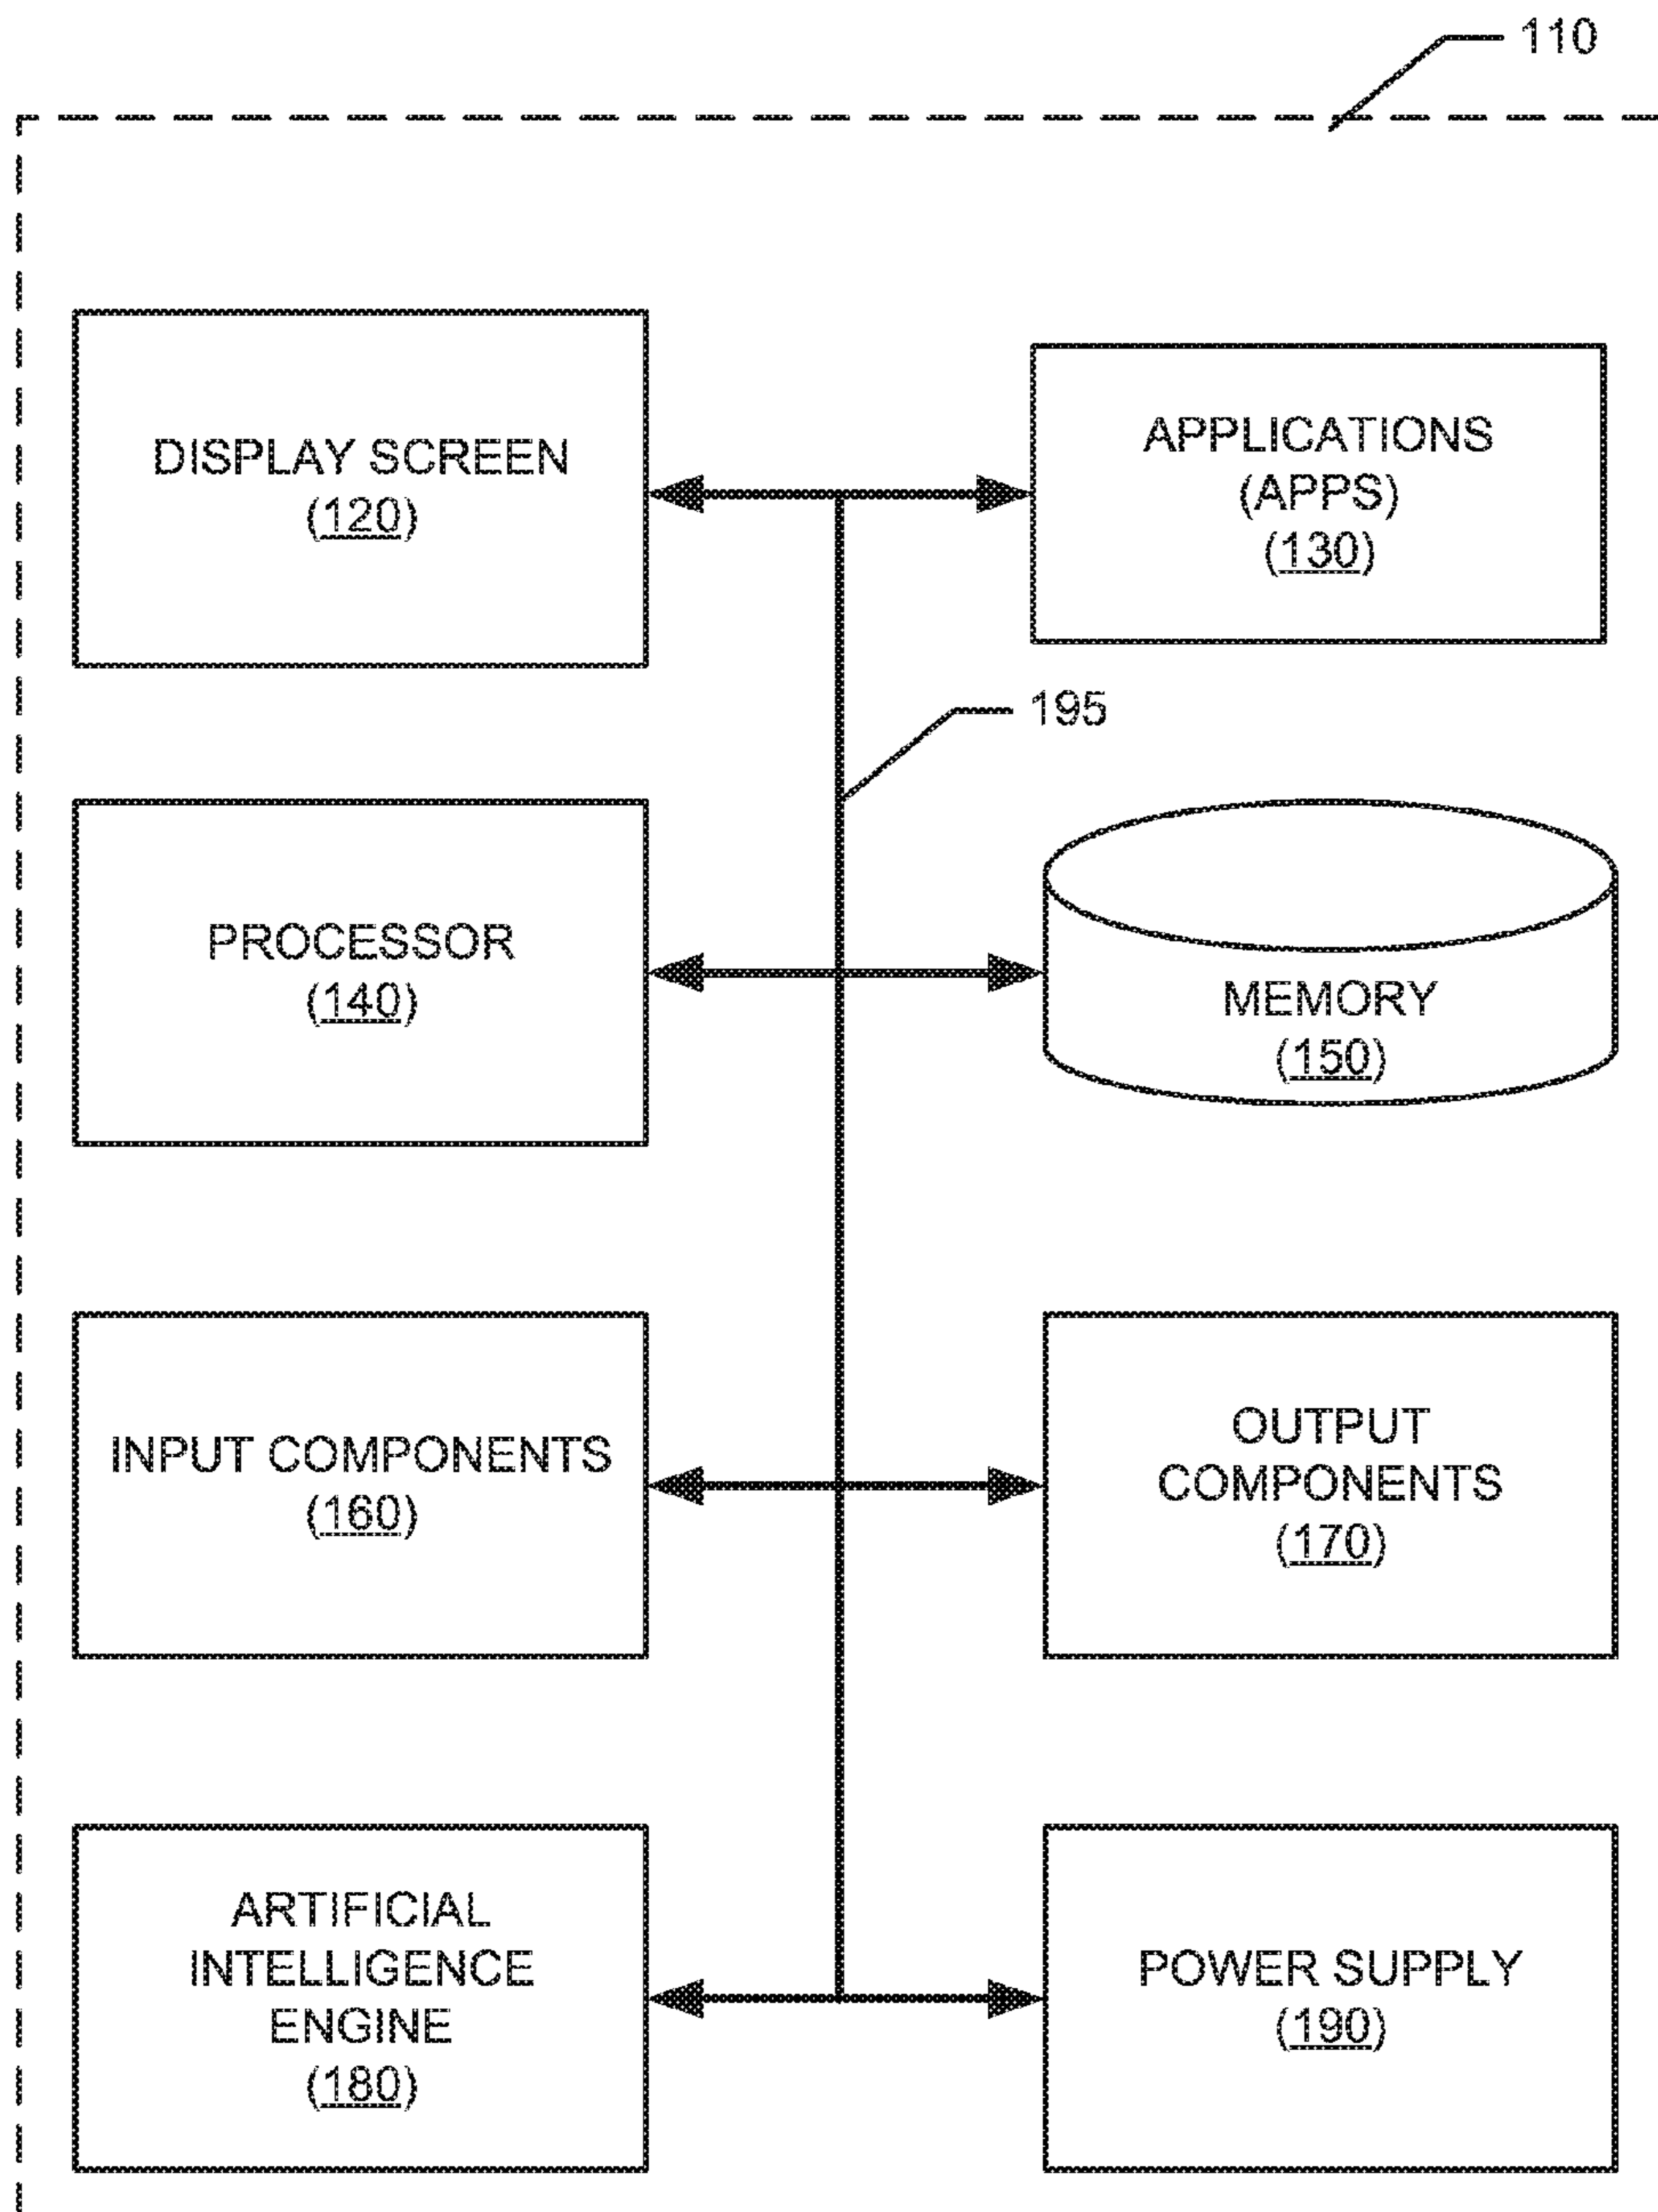 110
DISPLAY SCREEN
(120)
APPLICATIONS
(APPS)
(130)
195
PROCESSOR
(140)
MEMORY
(150)
INPUT COMPONENTS
(160)
OUTPUT
COMPONENTS
(170)
ARTIFICIAL
INTELLIGENCE
ENGINE
(180)
POWER SUPPLY
(190)